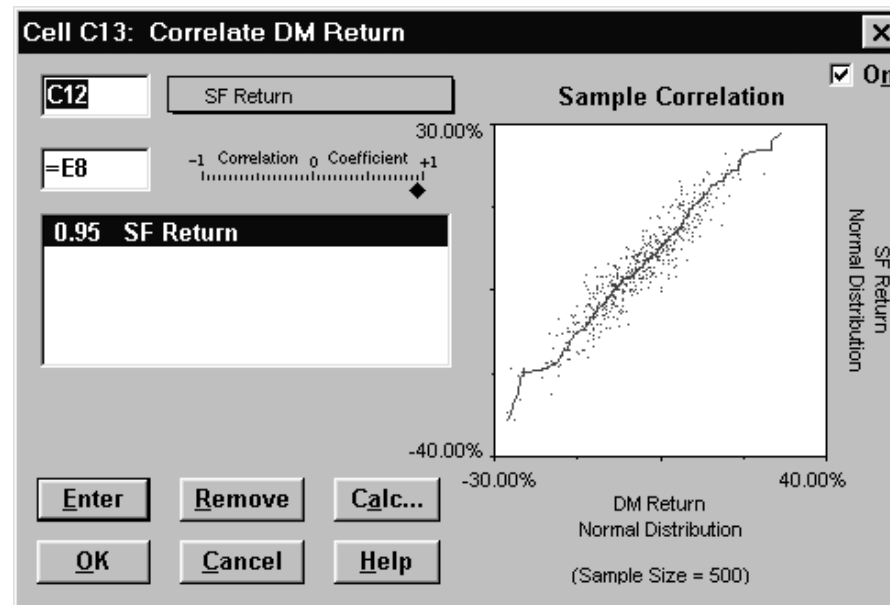 Cell C13: Correlate DM Return
C12
SF Return
=E8
-1 Correlation 0 Coefficient +1
0.95 SF Return
Enter Remove Calc...
OK Cancel Help
Sample Correlation
30.00%
-40.00%
-30.00%
40.00%
DM Return
Normal Distribution
(Sample Size = 500)
SF Return
Normal Distribution